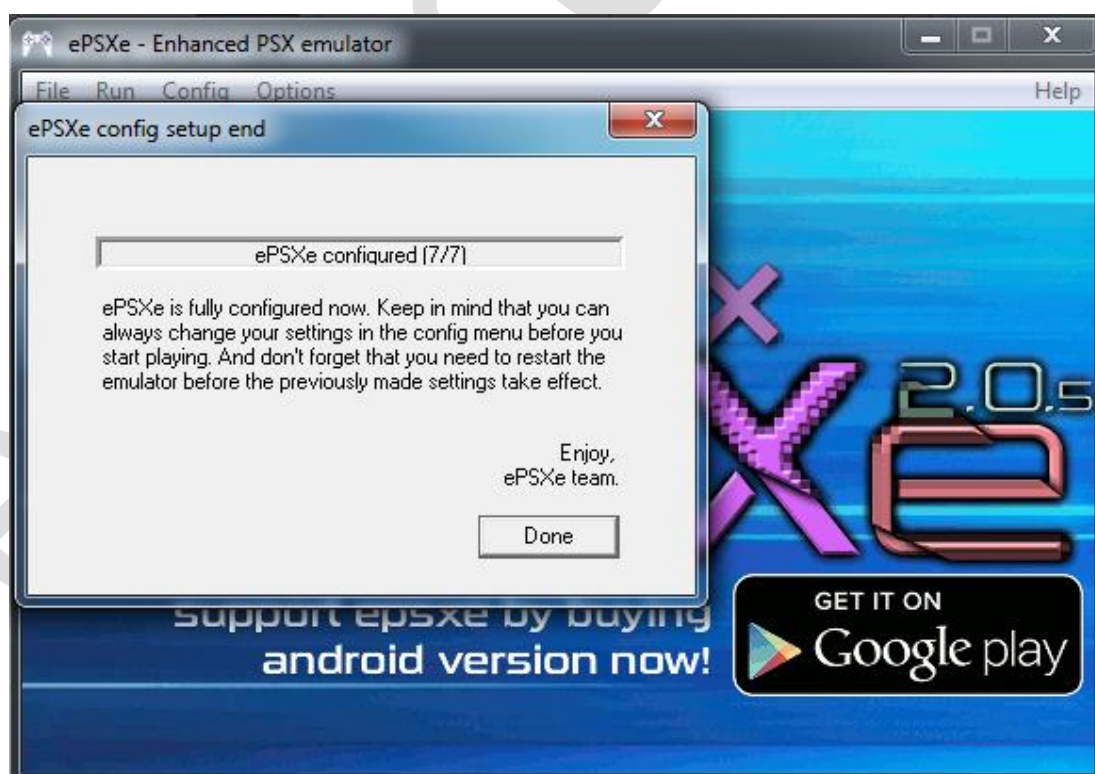 ePSXe - Enhanced PSX emulator
File Run Config Options Help
ePSXe config setup end
ePSXe configured (7/7)
ePSXe is fully configured now. Keep in mind that you can
always change your settings in the config menu before you
start playing. And don't forget that you need to restart the
emulator before the previously made settings take effect.
Enjoy,
ePSXe team.
Done
x
Xe
2.0.5
support epsxe by buying
android version now!
GET IT ON
Google play